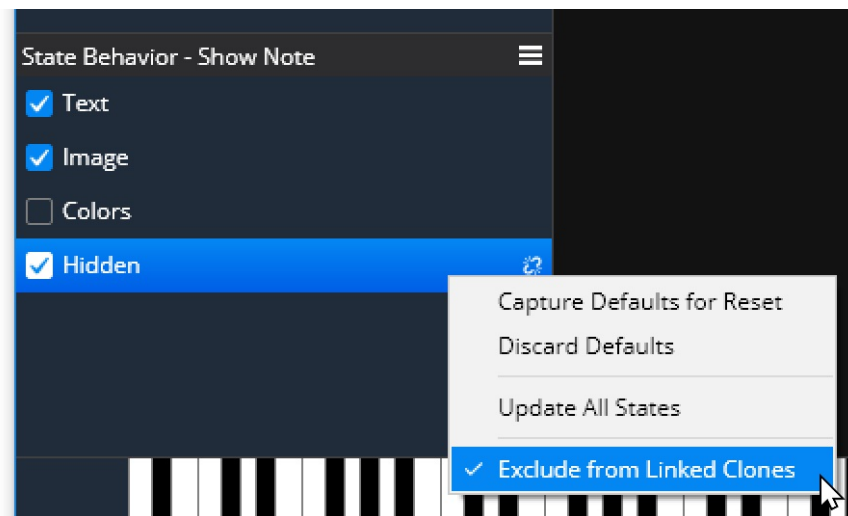 State Behavior - Show Note
Text
Image
Colors
Hidden
Capture Defaults for Reset
Discard Defaults
Update All States
Exclude from Linked Clones